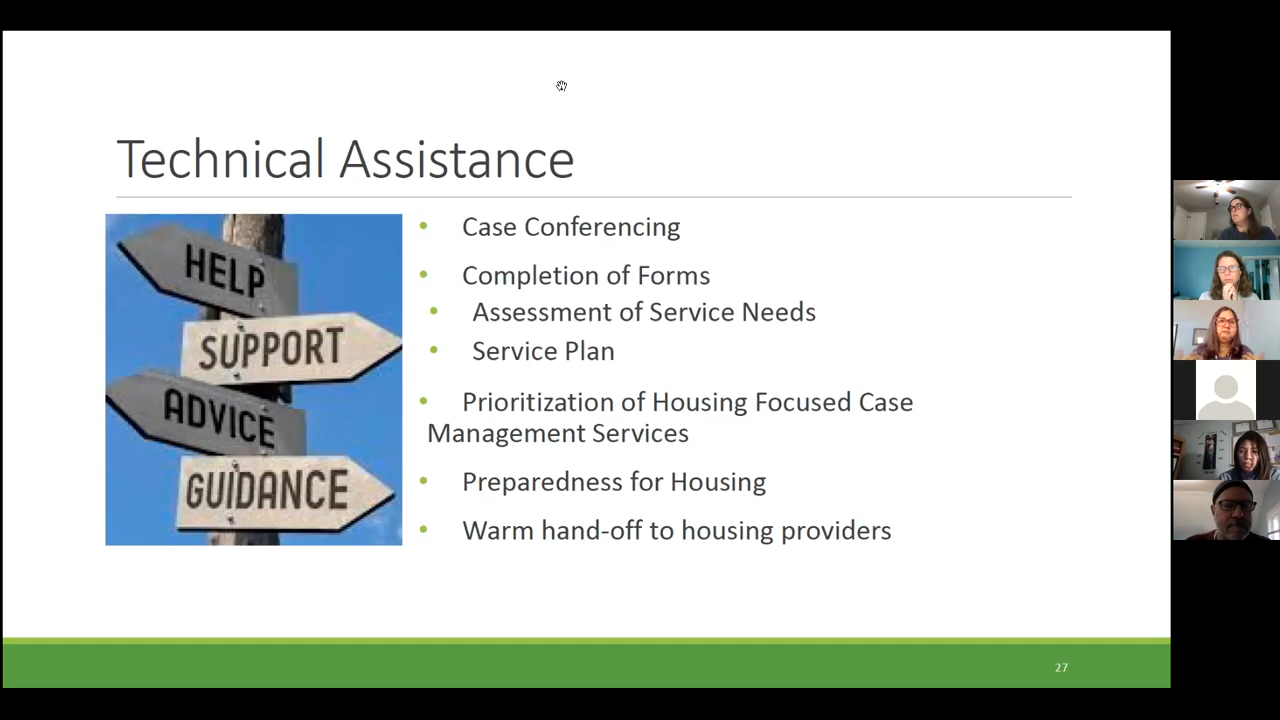 Technical Assistance
HELP
SUPPORT
ADVICE
GUIDANCE
• Case Conferencing
• Completion of Forms
• Assessment of Service Needs
• Service Plan
• Prioritization of Housing Focused Case
Management Services
• Preparedness for Housing
• Warm hand-off to housing providers
27